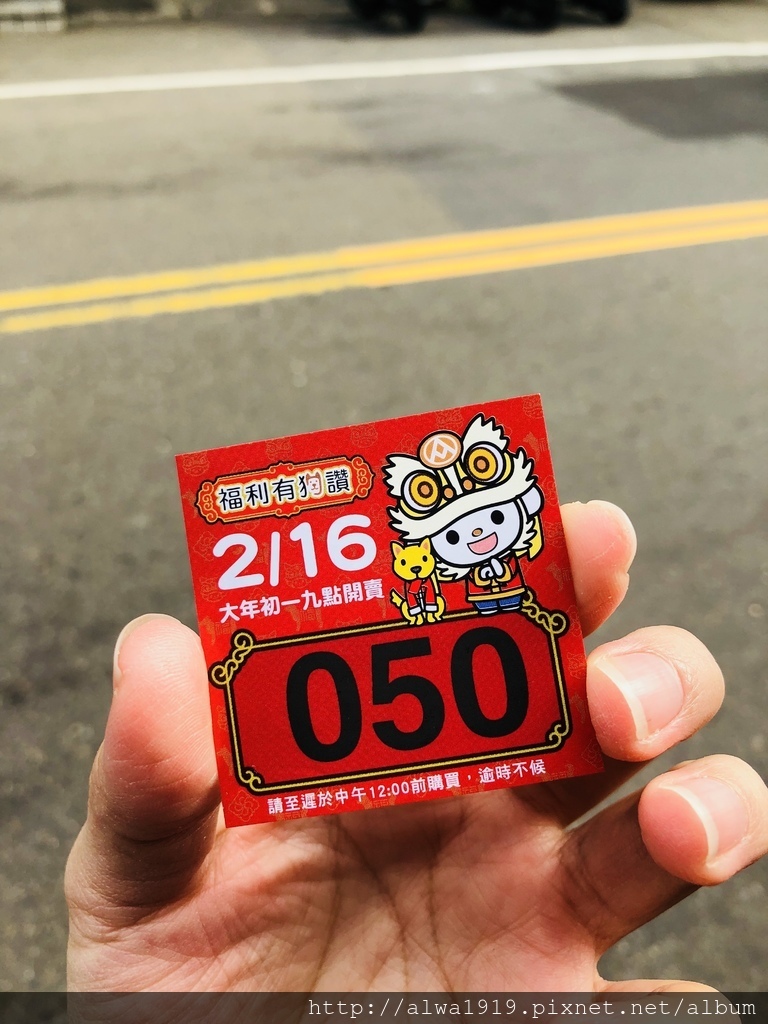 福利有狗讚
2/16
大年初一九點開賣
050
請至遲於中午12:00前購買，逾時不候
http://alwa1919.pixnet.net/album